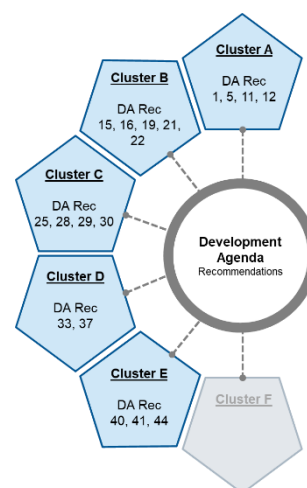 Cluster A
DA Rec
1, 5, 11, 12
Cluster B
DA Rec
15, 16, 19, 21,
22
Cluster C
DA Rec
25, 28, 29, 30
Development
Agenda
Recommendations
Cluster D
DA Rec
33, 37
Cluster E
DA Rec
40, 41, 44
Cluster F